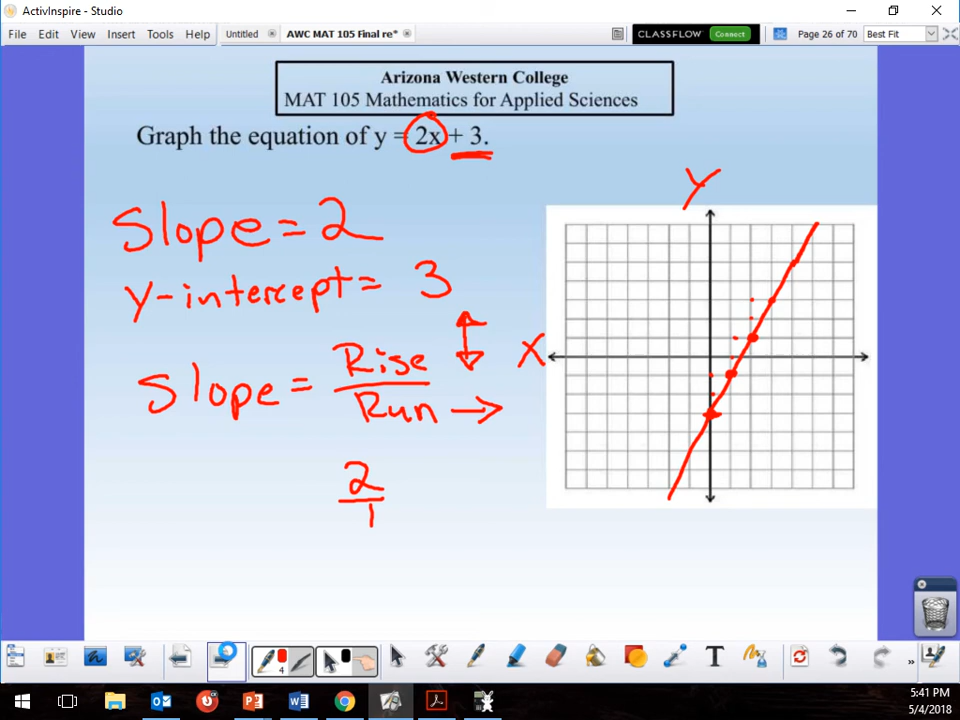 ActivInspire - Studio
File Edit View Insert Tools Help
Untitled
AWC MAT 105 Final re*
CLASSFLOW
Connect
Page 26 of 70
Best Fit
Arizona Western College
MAT 105 Mathematics for Applied Sciences
Graph the equation of y = 2x + 3.
Y
Slope = 2
y-intercept = 3
X
Slope = Rise
Run
2
1
4
T
»
5:41 PM
5/4/2018